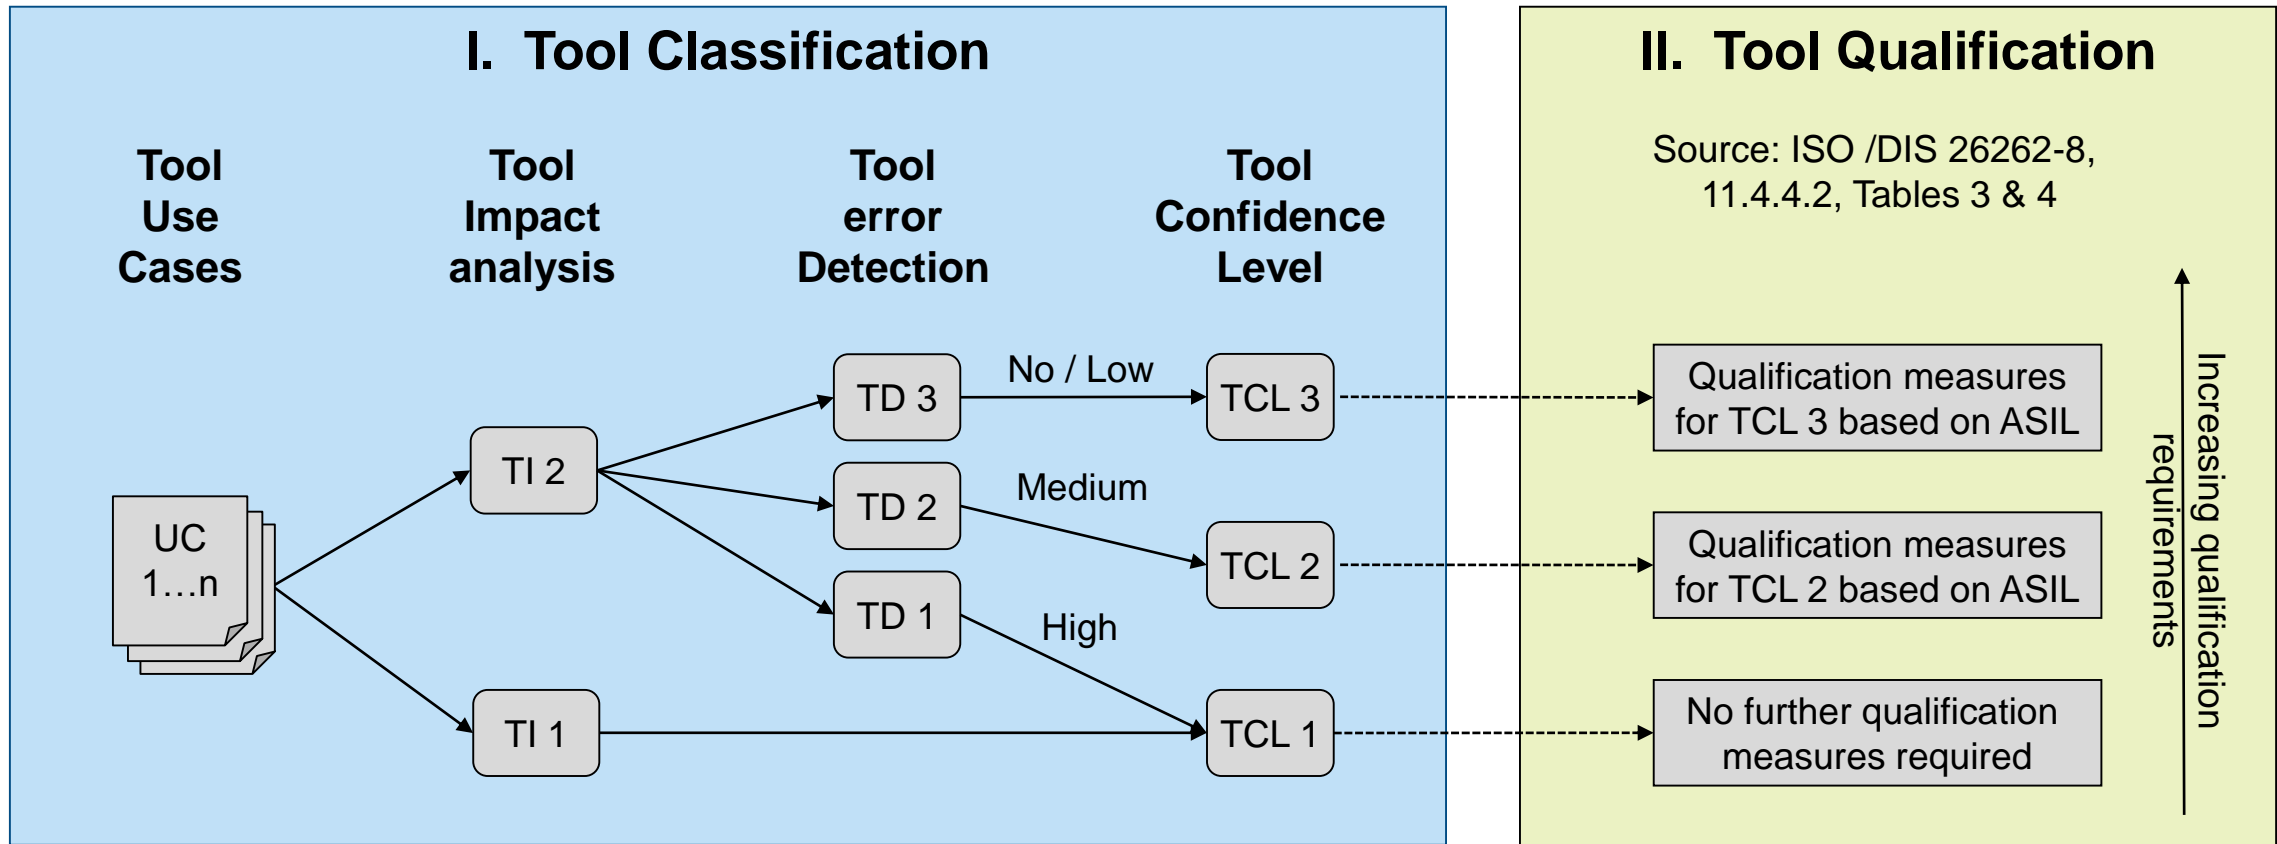 I. Tool Classification
Tool
Use
Cases
Tool
Impact
analysis
Tool
error
Detection
Tool
Confidence
Level
UC
1…n
TI 2
TI 1
TD 3
TD 2
TD 1
No / Low
Medium
High
TCL 3
TCL 2
TCL 1
II. Tool Qualification
Source: ISO /DIS 26262-8,
11.4.4.2, Tables 3 & 4
Qualification measures
for TCL 3 based on ASIL
Qualification measures
for TCL 2 based on ASIL
No further qualification
measures required
Increasing qualification
requirements